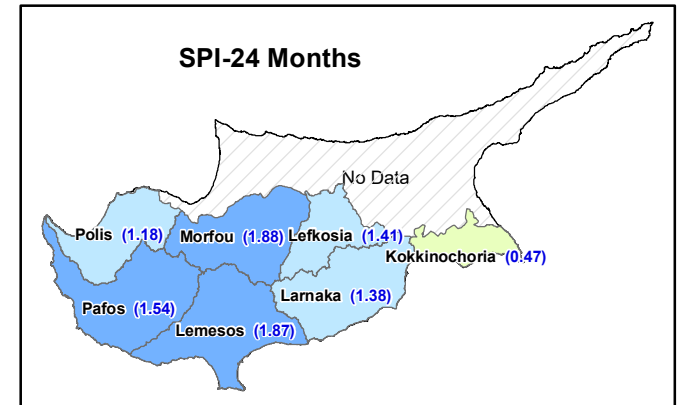 SPI-24 Months
No Data
Polis (1.18)
Morfou (1.88)
Lefkosia (1.41)
Kokkinochoria (0.47)
Pafos (1.54)
Larnaka (1.38)
Lemesos (1.87)